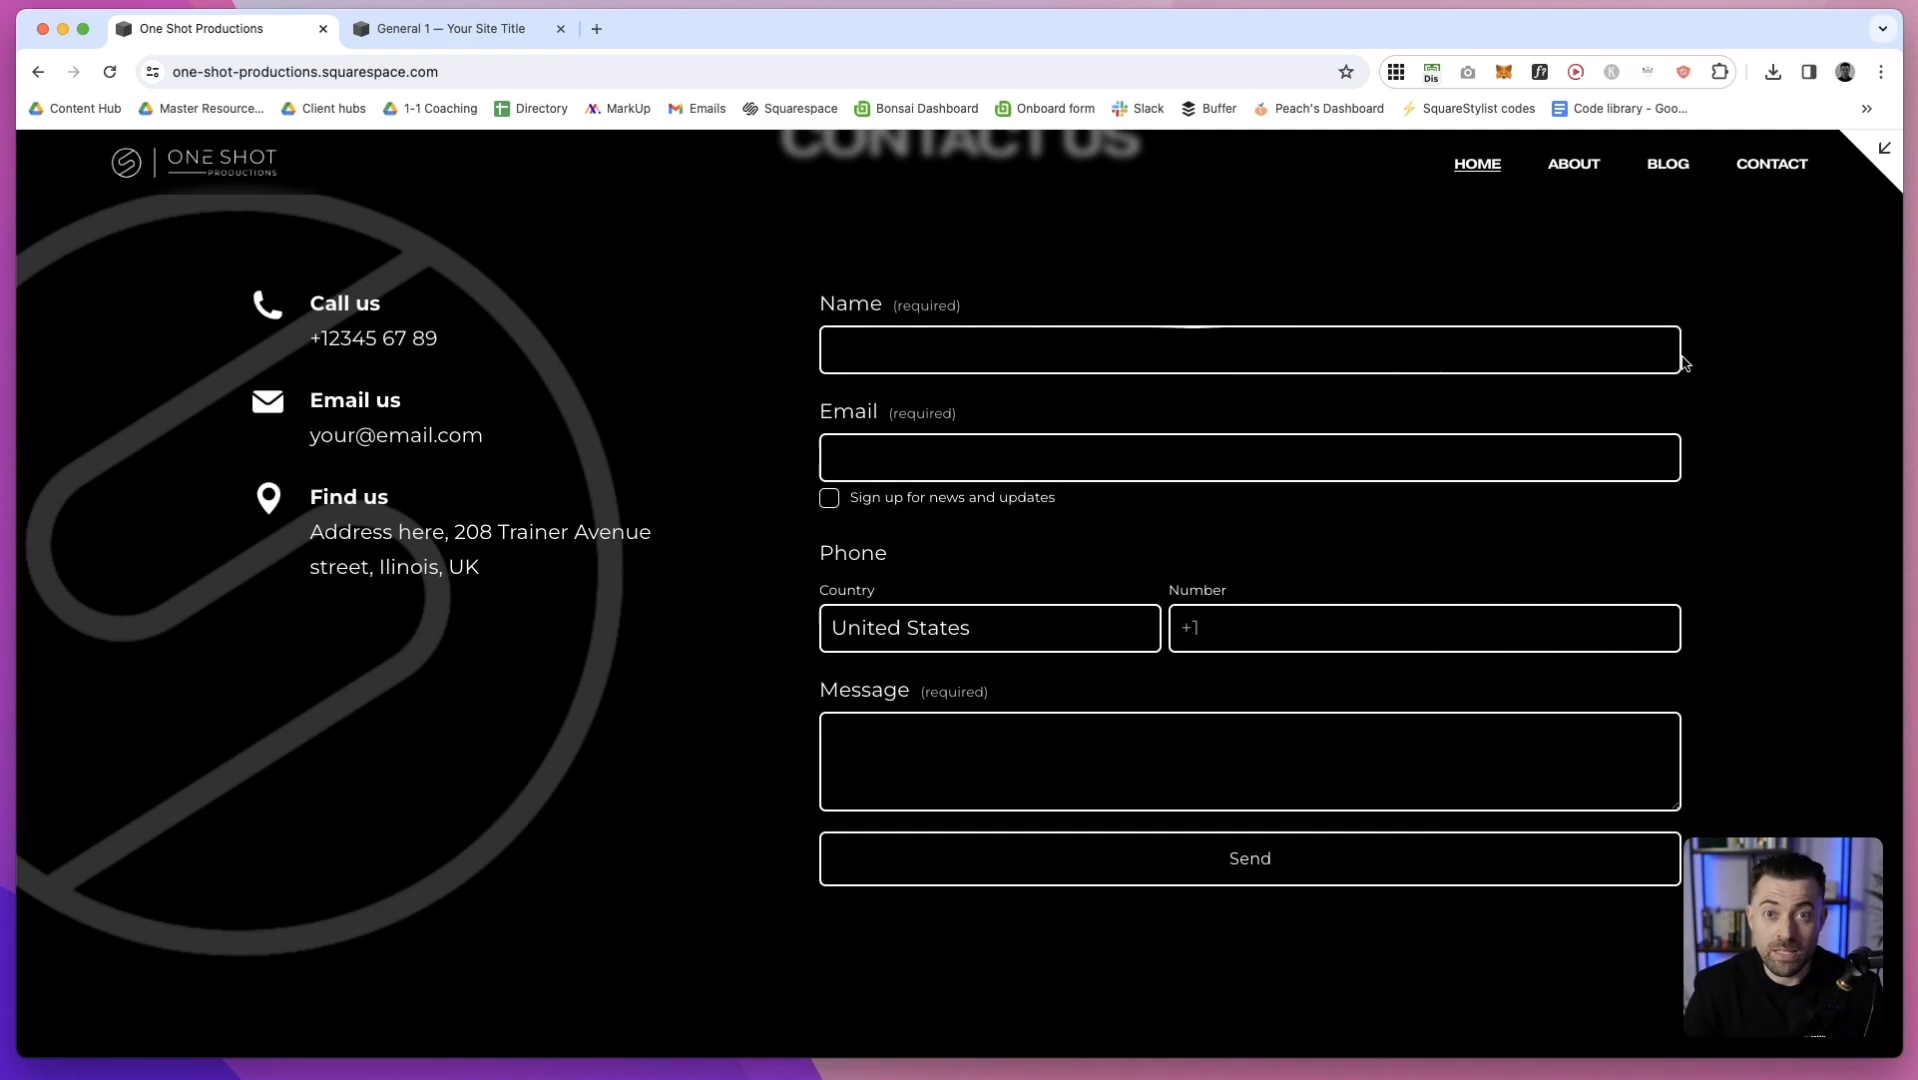 One Shot Productions
General 1 — Your Site Title
one-shot-productions.squarespace.com
Dis
Content Hub
Master Resource...
Client hubs
1-1 Coaching
Directory
MarkUp
Emails
Squarespace
Bonsai Dashboard
Onboard form
Slack
Buffer
Peach's Dashboard
SquareStylist codes
Code library - Goo...
CONTACT US
ONE SHOT
PRODUCTIONS
HOME
ABOUT
BLOG
CONTACT
Call us
+12345 67 89
Email us
your@email.com
Find us
Address here, 208 Trainer Avenue
street, Ilinois, UK
Name (required)
Email (required)
Sign up for news and updates
Phone
Country
Number
United States
+1
Message (required)
Send